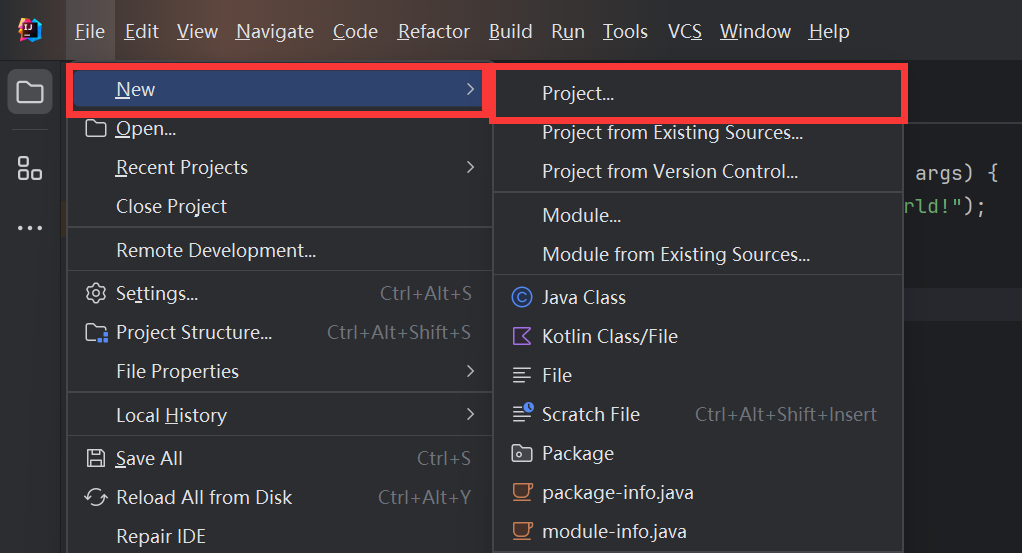 IJ
File Edit View Navigate Code Refactor Build Run Tools VCS Window Help
New
Open...
Recent Projects
Close Project
Remote Development...
Settings... Ctrl+Alt+S
Project Structure... Ctrl+Alt+Shift+S
File Properties
Local History
Save All Ctrl+S
Reload All from Disk Ctrl+Alt+Y
Repair IDE
Project...
Project from Existing Sources...
Project from Version Control...
Module...
Module from Existing Sources...
Java Class
Kotlin Class/File
File
Scratch File Ctrl+Alt+Shift+Insert
Package
package-info.java
module-info.java
args) {
rld!");